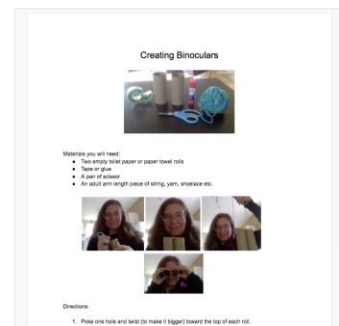 Creating Binoculars
Materials you will need:
Two empty toilet paper or paper towel rolls
Tape or glue
A pair of scissor
An adult arm length piece of string, yarn, shoelace etc.
Directions:
1. Poke one hole and twist (to make it bigger) toward the top of each roll.